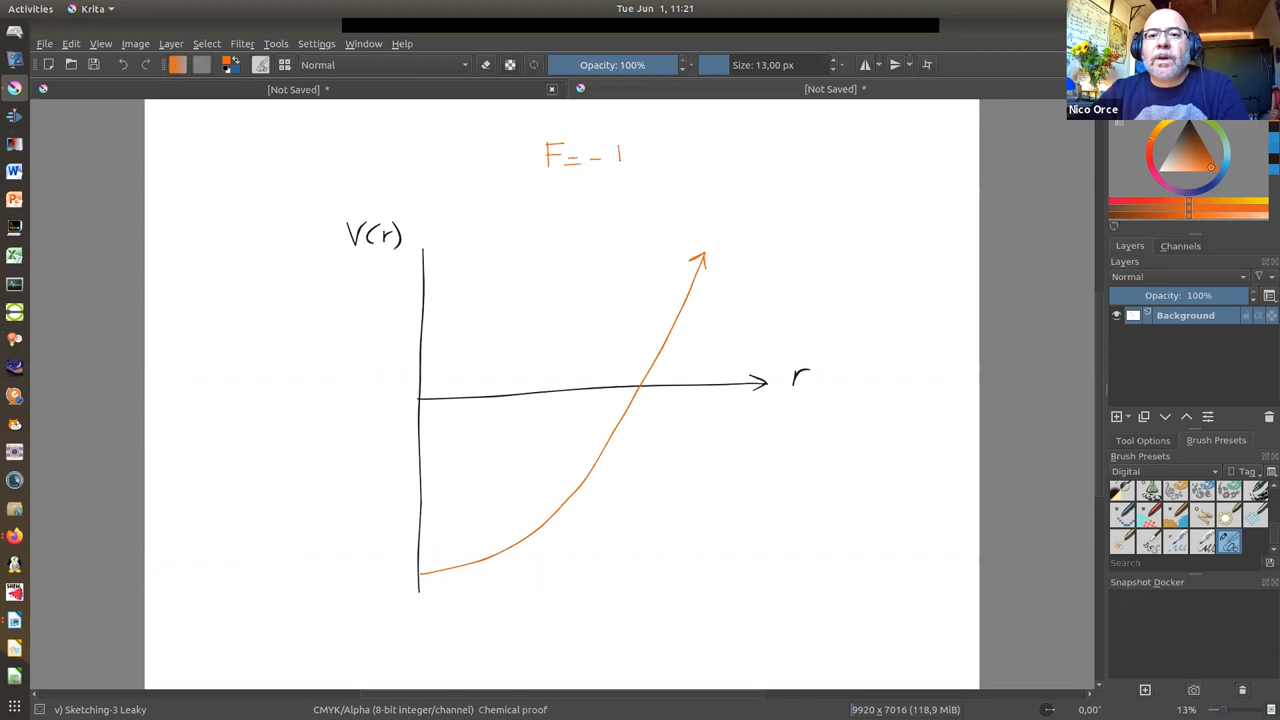 Activities
Krita
Tue Jun 1, 11:21
File Edit View Image Layer Select Filter Tools Settings Window Help
Normal
Opacity: 100%
Size: 13,00 px
[Not Saved] *
[Not Saved] *
Nico Orce
F = - 1
V(r)
r
Layers Channels
Layers
Normal
Opacity: 100%
Background
Tool Options Brush Presets
Brush Presets
Digital
Tag
Search
Snapshot Docker
v) Sketching-3 Leaky
CMYK/Alpha (8-bit integer/channel) Chemical proof
9920 x 7016 (118,9 MiB)
0,00°
13%